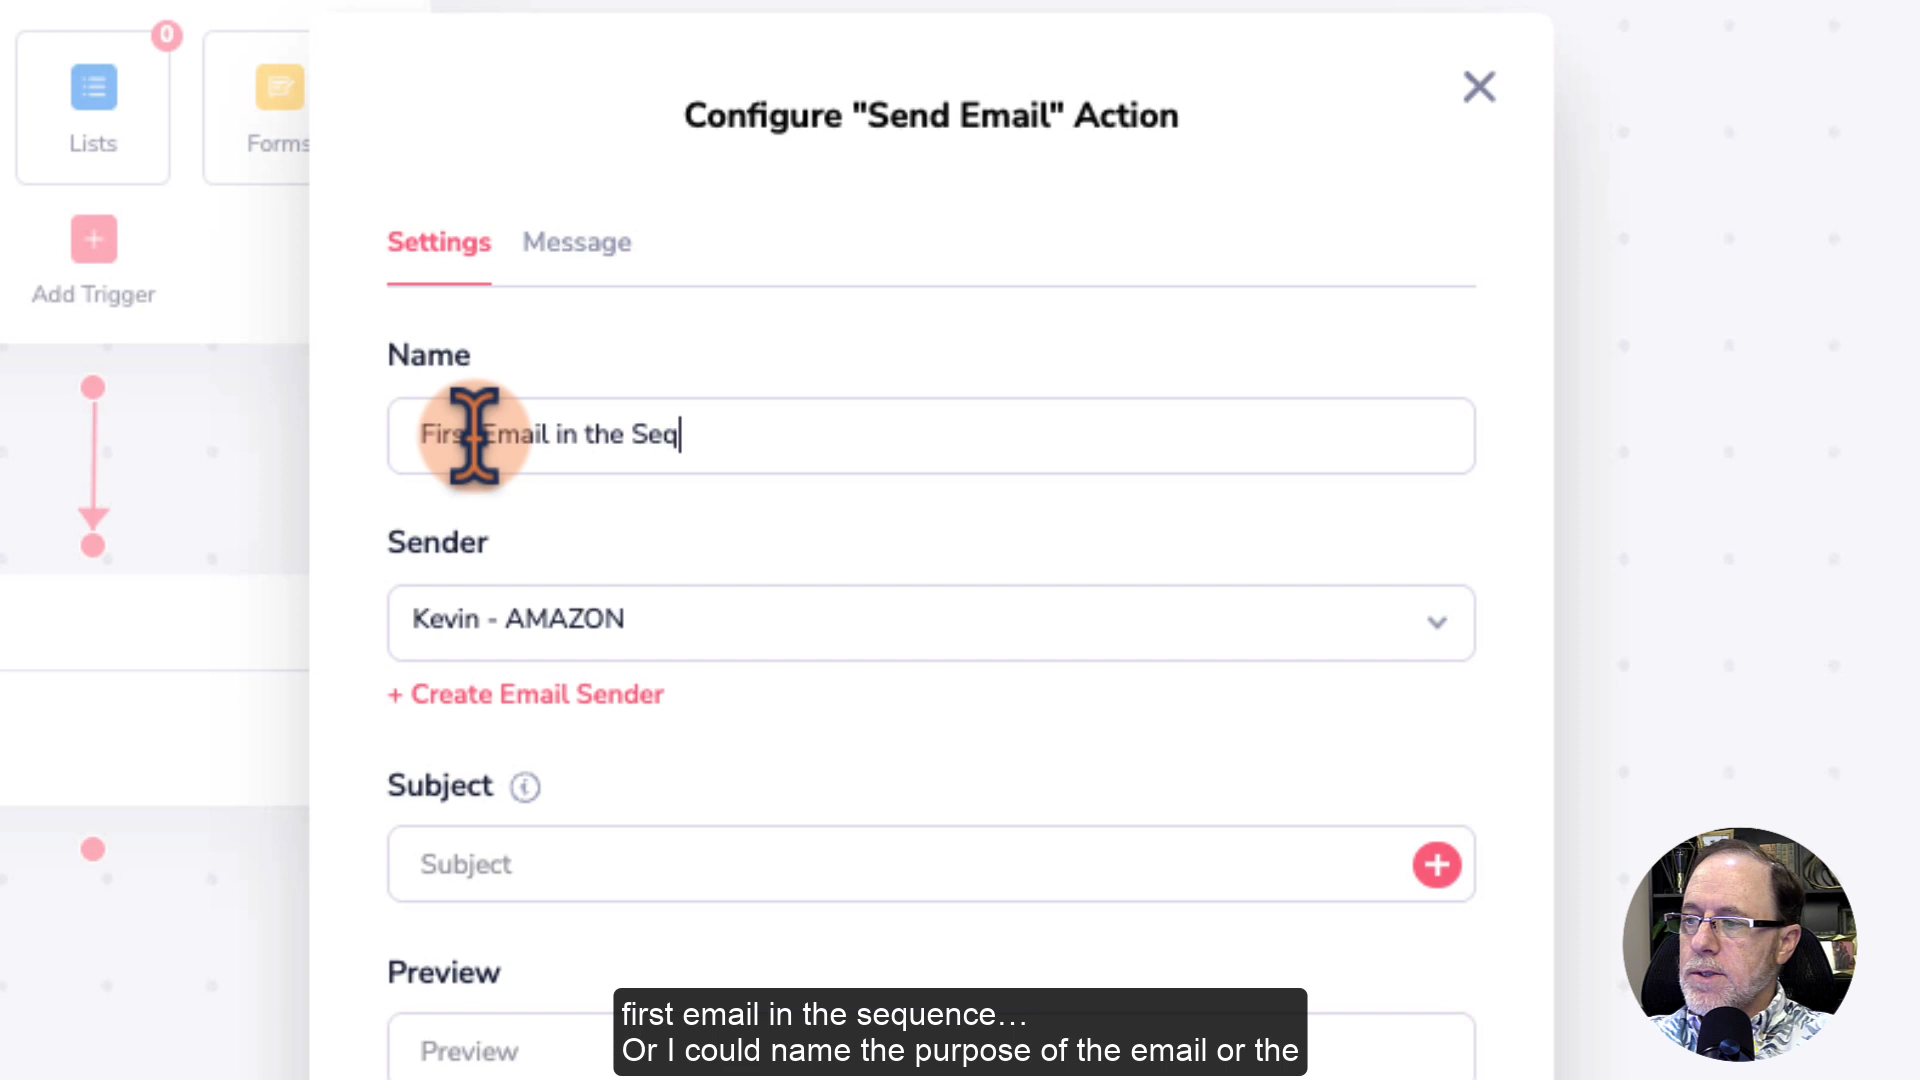 0
Lists
Forms
Add Trigger
Configure "Send Email" Action
Settings
Message
Name
First Email in the Seq
Sender
Kevin - AMAZON
+ Create Email Sender
Subject
Subject
Preview
Preview
first email in the sequence…
Or I could name the purpose of the email or the